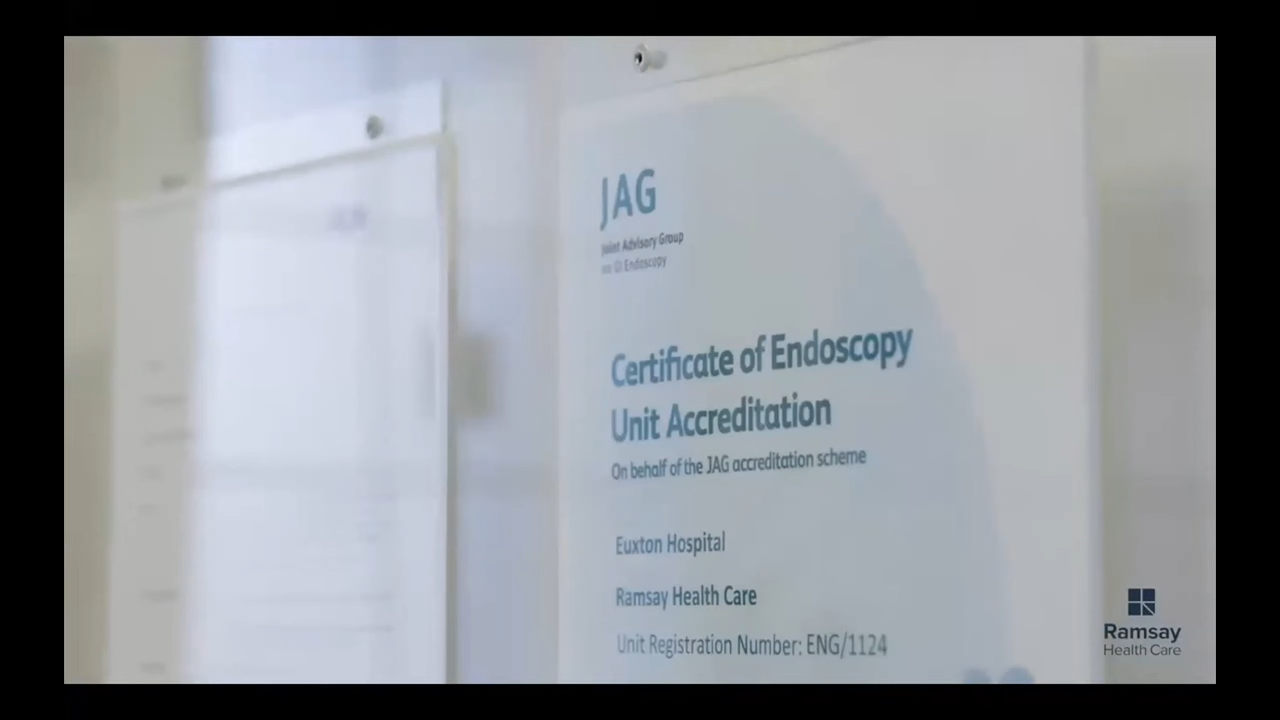 JAG
Joint Advisory Group
on GI Endoscopy
Certificate of Endoscopy
Unit Accreditation
On behalf of the JAG accreditation scheme
Euxton Hospital
Ramsay Health Care
Unit Registration Number: ENG/1124
Ramsay
Health Care